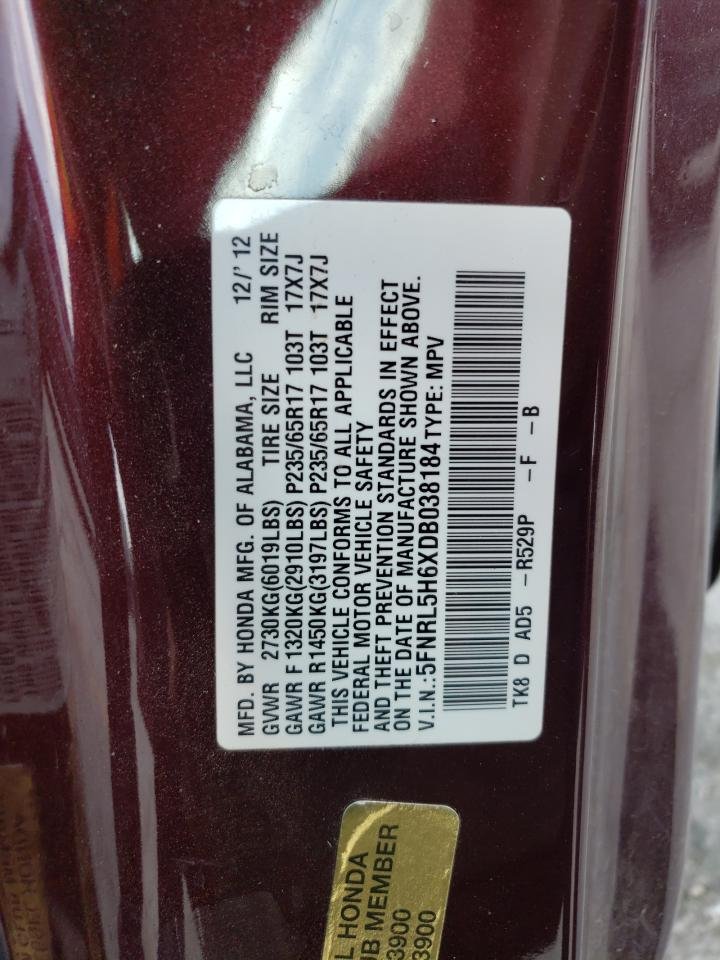 MFD. BY HONDA MFG. OF ALABAMA, LLC 12/' 12
GVWR 2730KG(6019LBS) TIRE SIZE RIM SIZE
GAWR F 1320KG(2910LBS) P235/65R17 103T 17X7J
GAWR R 1450KG(3197LBS) P235/65R17 103T 17X7J
THIS VEHICLE CONFORMS TO ALL APPLICABLE
FEDERAL MOTOR VEHICLE SAFETY
AND THEFT PREVENTION STANDARDS IN EFFECT
ON THE DATE OF MANUFACTURE SHOWN ABOVE.
V.I.N.:5FNRL5H6XDB038184 TYPE: MPV
TK8 D AD5 -R529P -F -B
L HONDA
UB MEMBER
3900
3900